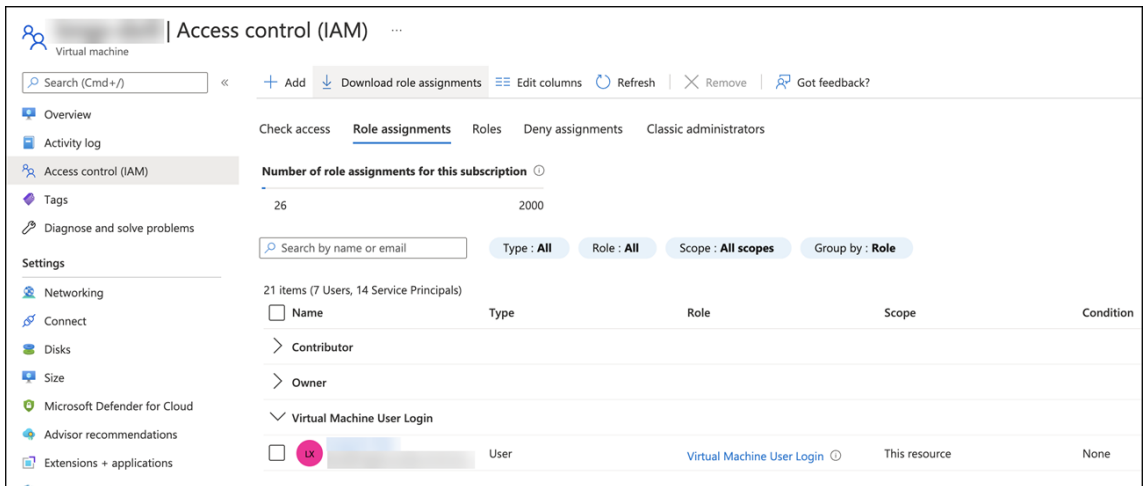 | Access control (IAM) ...
Virtual machine
Search (Cmd+/)
«
Add
Download role assignments
Edit columns
Refresh
Remove
Got feedback?
Overview
Activity log
Access control (IAM)
Tags
Diagnose and solve problems
Settings
Networking
Connect
Disks
Size
Microsoft Defender for Cloud
Advisor recommendations
Extensions + applications
Check access Role assignments Roles Deny assignments Classic administrators
Number of role assignments for this subscription
26 2000
Search by name or email
Type : All
Role : All
Scope : All scopes
Group by : Role
21 items (7 Users, 14 Service Principals)
Name Type Role Scope Condition
Contributor
Owner
Virtual Machine User Login
LX User Virtual Machine User Login This resource None